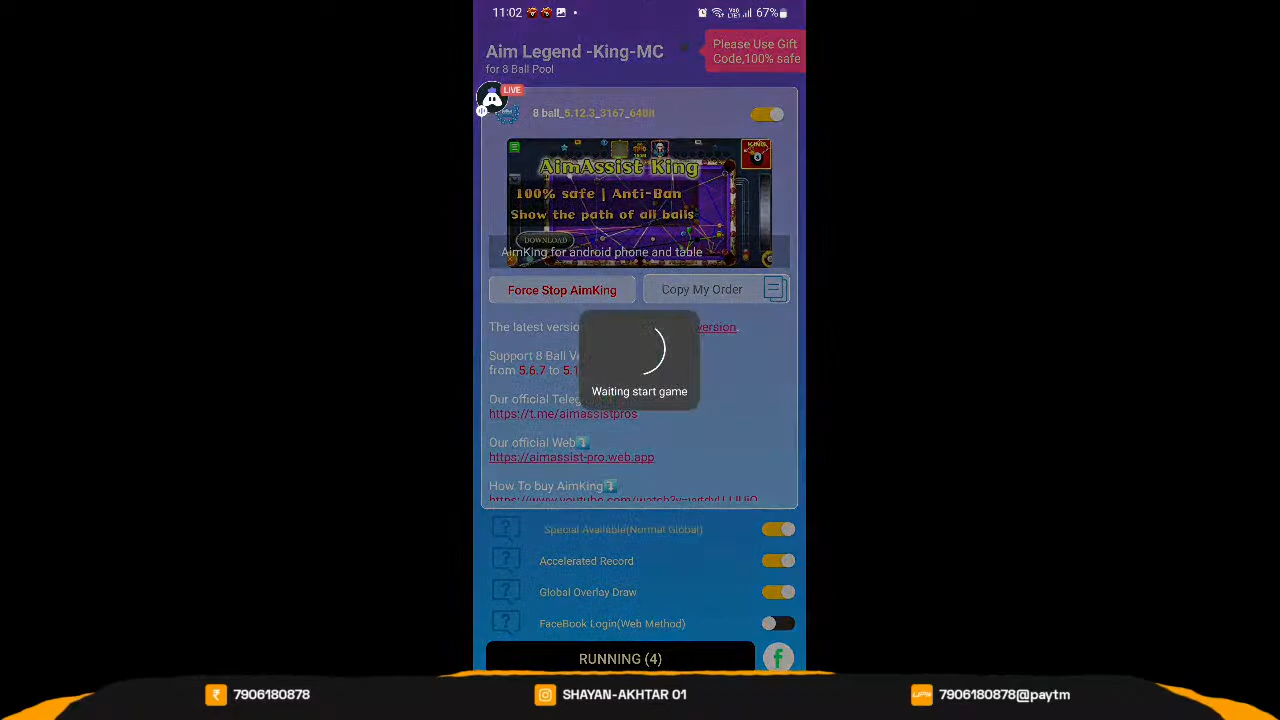 11:02
67%
Aim Legend -King-MC
for 8 Ball Pool
Please Use Gift
Code,100% safe
LIVE
8 ball_5.12.3_3167_64Bit
AimAssist King
100% safe | Anti-Ban
Show the path of all balls
DOWNLOAD
AimKing for android phone and table
Force Stop AimKing
Copy My Order
The latest versio
version
Support 8 Ball V
from 5.6.7 to 5.1
Waiting start game
Our official Teleg
https://t.me/aimassistpros
Our official Web
https://aimassist-pro.web.app
How To buy AimKing
Special Available(Normal Global)
Accelerated Record
Global Overlay Draw
FaceBook Login(Web Method)
RUNNING (4)
7906180878
SHAYAN-AKHTAR 01
7906180878@paytm